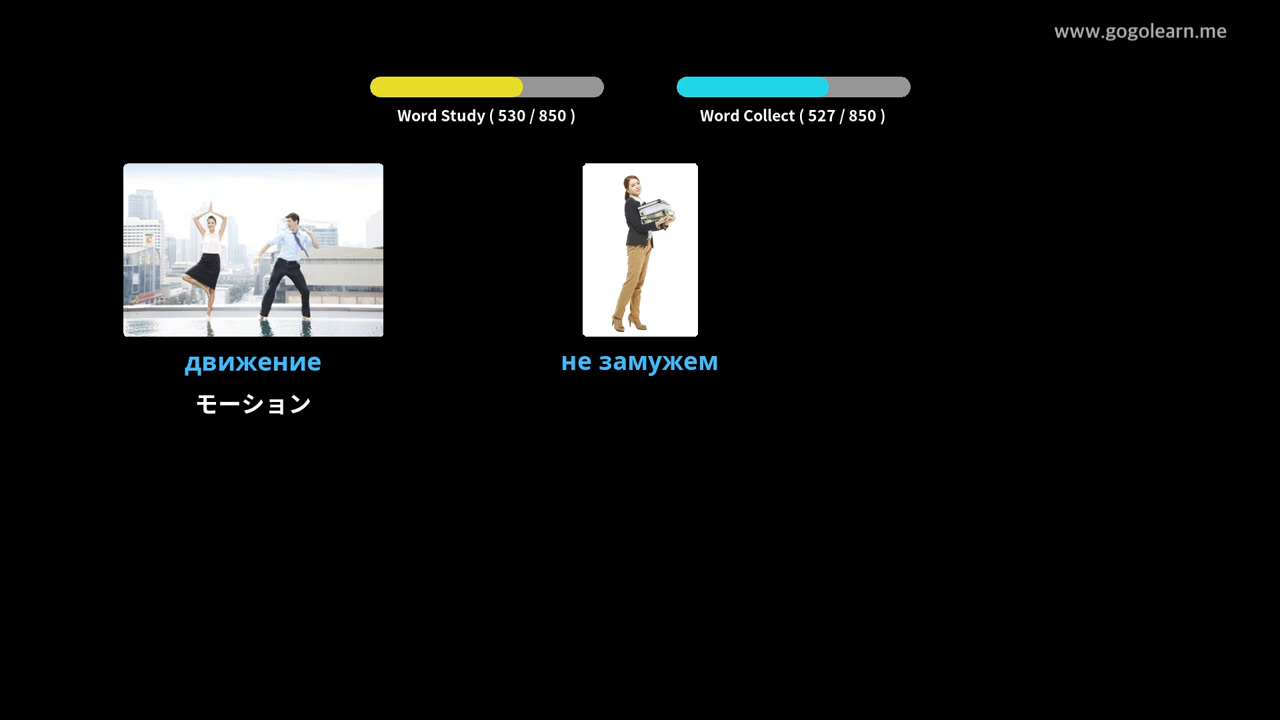 www.gogolearn.me
Word Study ( 530 / 850 )
Word Collect ( 527 / 850 )
движение
モーション
не замужем